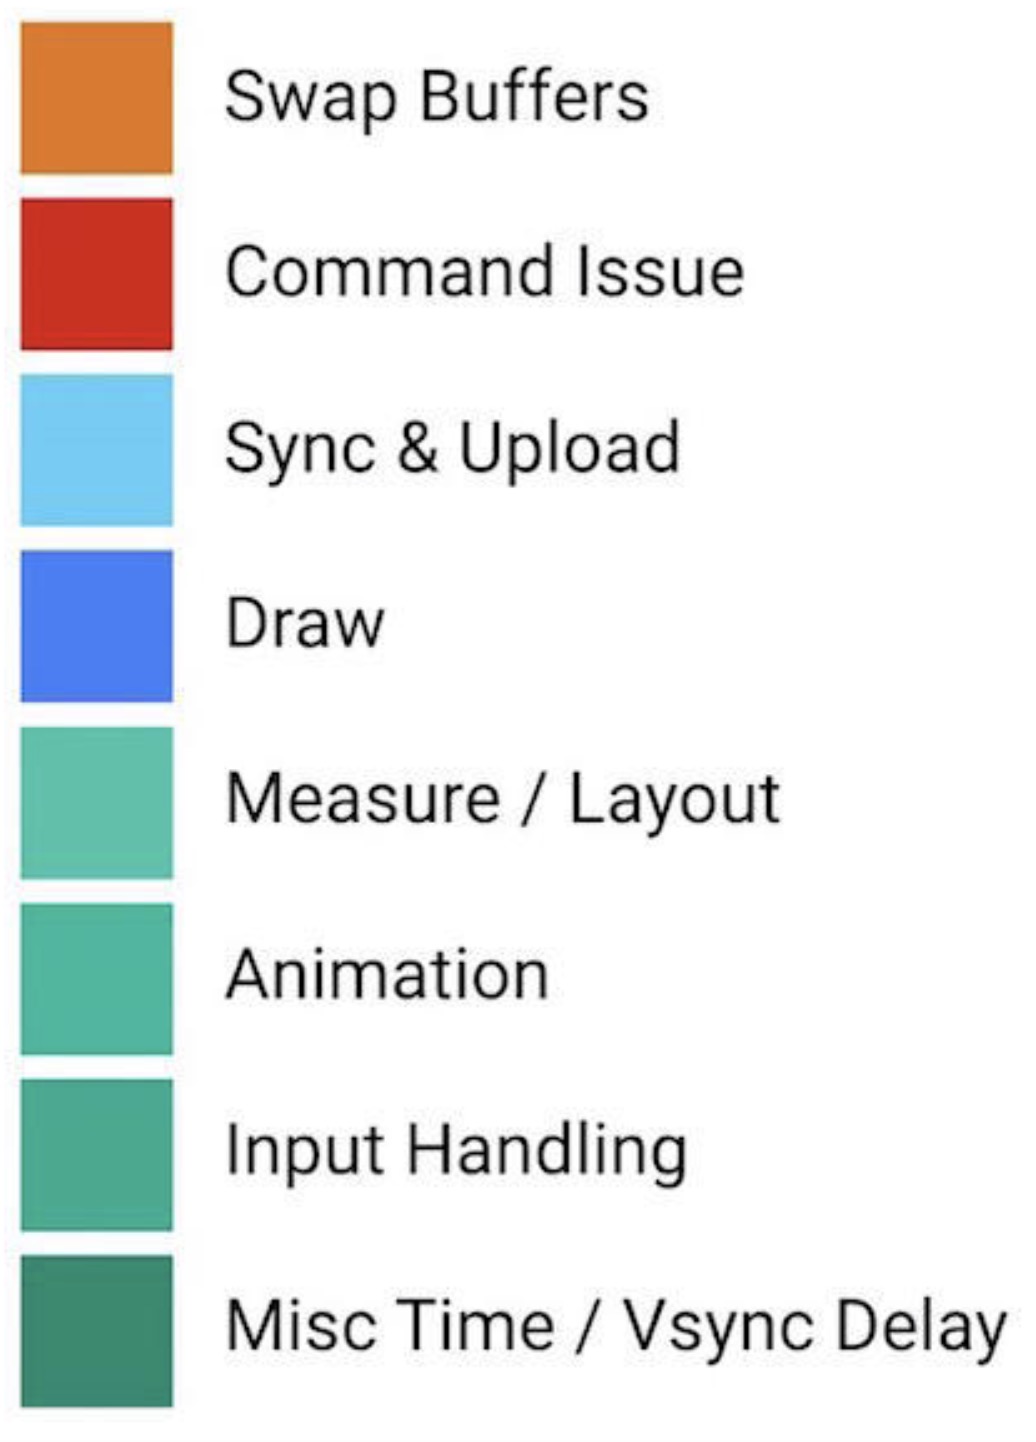 Swap Buffers
Command Issue
Sync & Upload
Draw
Measure / Layout
Animation
Input Handling
Misc Time / Vsync Delay